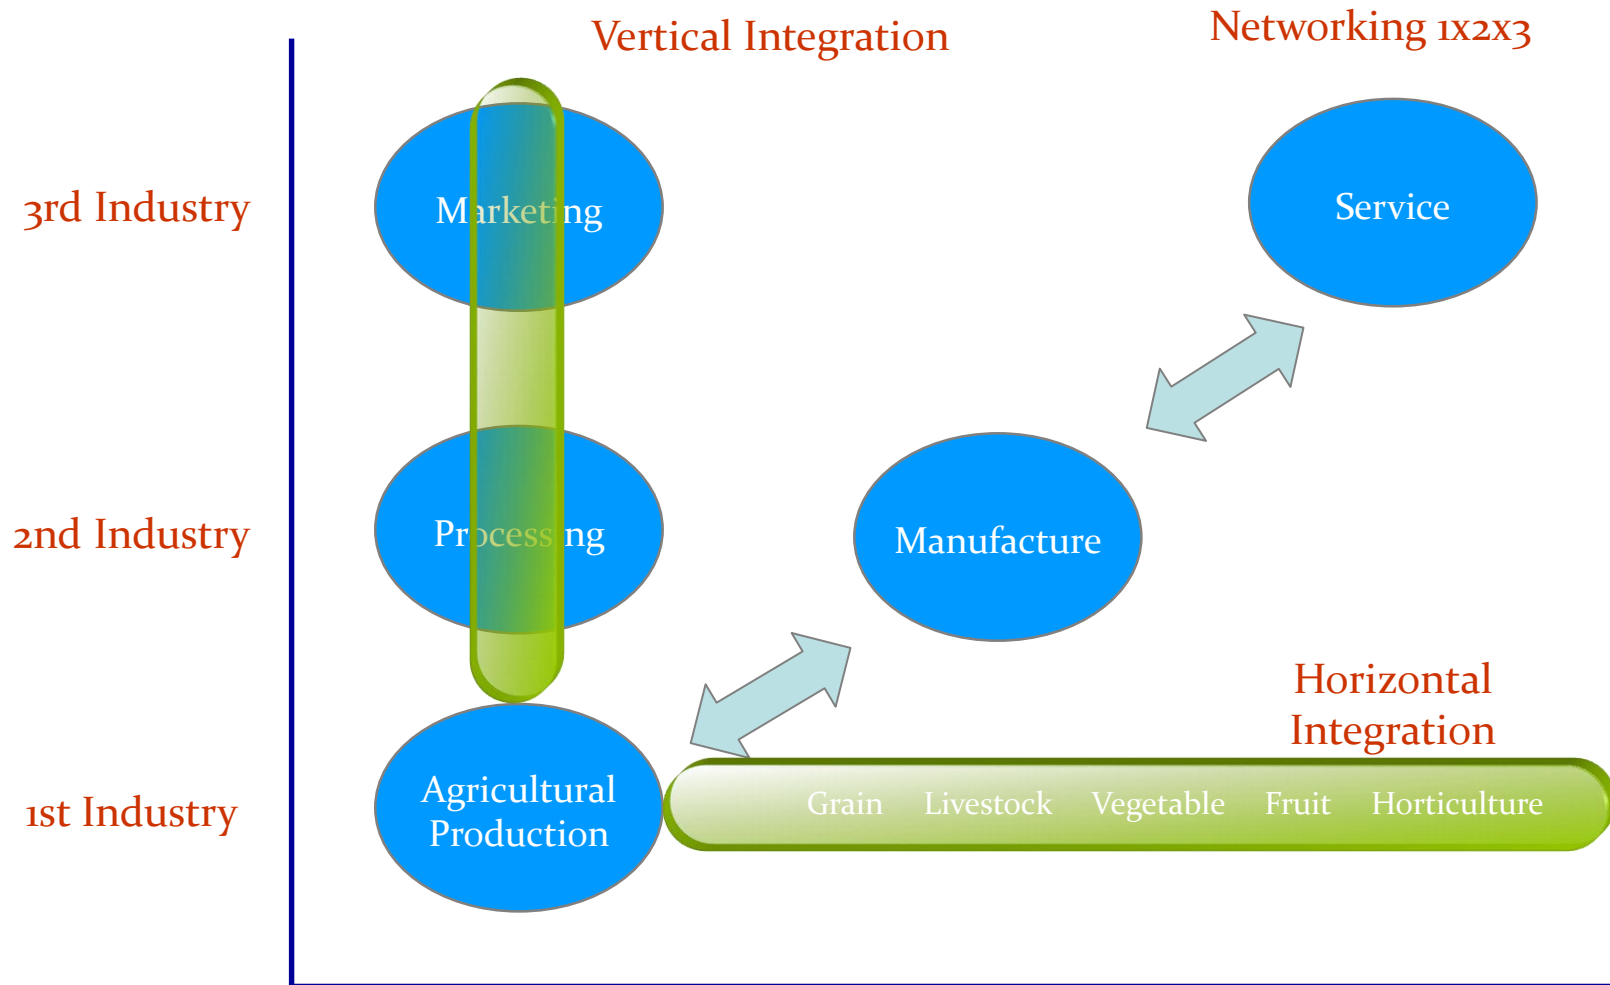 Vertical Integration
Networking 1x2x3
3rd Industry
Marketing
Service
2nd Industry
Processing
Manufacture
Horizontal
Integration
1st Industry
Agricultural
Production
Grain Livestock Vegetable Fruit Horticulture